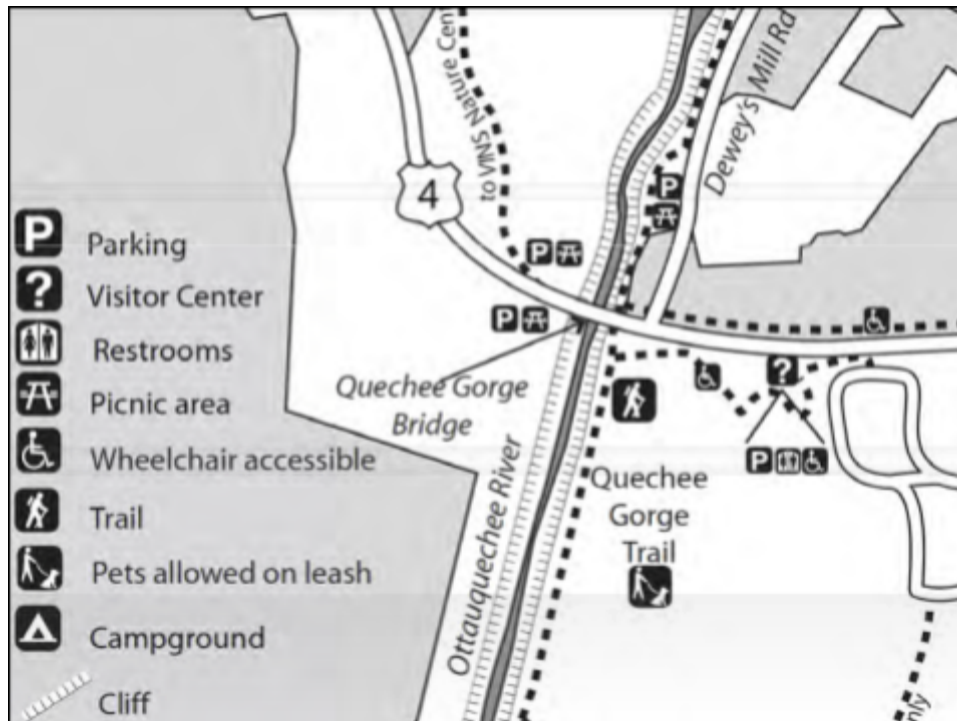 to VINS Nature Cen
Dewey's Mill Rd
4
P
P
P
Quechee Gorge
Bridge
?
P
Ottauquechee River
Quechee
Gorge
Trail
P Parking
? Visitor Center
Restrooms
Picnic area
Wheelchair accessible
Trail
Pets allowed on leash
Campground
Cliff
nly